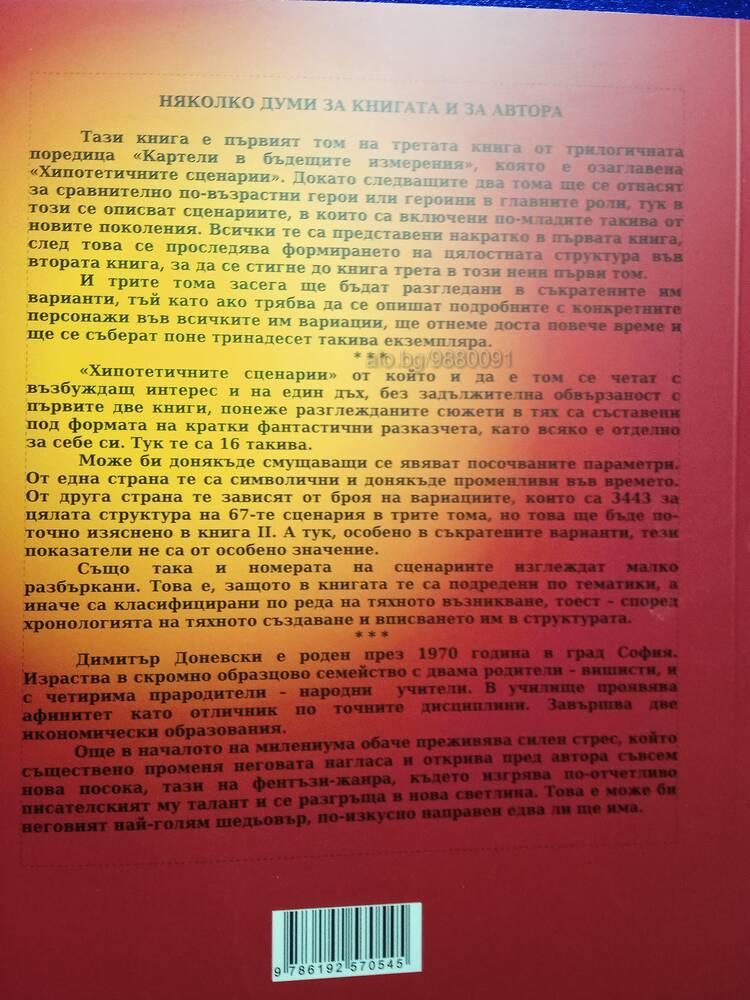 НЯКОЛКО ДУМИ ЗА КНИГАТА И ЗА АВТОРА
Тази книга е първият том на третата книга от трилогичната
поредица «Картели в бъдещите измерения», която е озаглавена
«Хипотетичните сценарии». Докато следващите два тома ще се отнасят
за сравнително по-възрастни герои или героини в главните роли, тук в
този се описват сценариите, в които са включени по-младите такива от
новите поколения. Всички те са представени накратко в първата книга,
след това се проследява формирането на цялостната структура във
втората книга, за да се стигне до книга трета в този неин първи том.
И трите тома засега ще бъдат разгледани в съкратените им
варианти, тъй като ако трябва да се опишат подробните с конкретните
персонажи във всичките им вариации, ще отнеме доста повече време и
ще се съберат поне тринадесет такива екземпляра.
* * *
alo.bg/9880091
«Хипотетичните сценарии» от който и да е том се четат с
възбуждащ интерес и на един дъх, без задължителна обвързаност с
първите две книги, понеже разглежданите сюжети в тях са съставени
под формата на кратки фантастични разказчета, като всяко е отделно
за себе си. Тук те са 16 такива.
Може би донякъде смущаващи се явяват посочваните параметри.
От една страна те са символични и донякъде променливи във времето.
От друга страна те зависят от броя на вариациите, които са 3443 за
цялата структура на 67-те сценария в трите тома, но това ще бъде по-
точно изяснено в книга II. А тук, особено в съкратените варианти, тези
показатели не са от особено значение.
Също така и номерата на сценариите изглеждат малко
разбъркани. Това е, защото в книгата те са подредени по тематики, а
иначе са класифицирани по реда на тяхното възникване, тоест – според
хронологията на тяхното създаване и вписването им в структурата.
* * *
Димитър Доневски е роден през 1970 година в град София.
Израства в скромно образцово семейство с двама родители – вишисти, и
с четирима прародители – народни учители. В училище проявява
афинитет като отличник по точните дисциплини. Завършва две
икономически образования.
Още в началото на милениума обаче преживява силен стрес, който
съществено променя неговата нагласа и открива пред автора съвсем
нова посока, тази на фентъзи-жанра, където изгрява по-отчетливо
писателският му талант и се разгръща в нова светлина. Това е може би
неговият най-голям шедьовър, по-изкусно направен едва ли ще има.
9 786192 570545